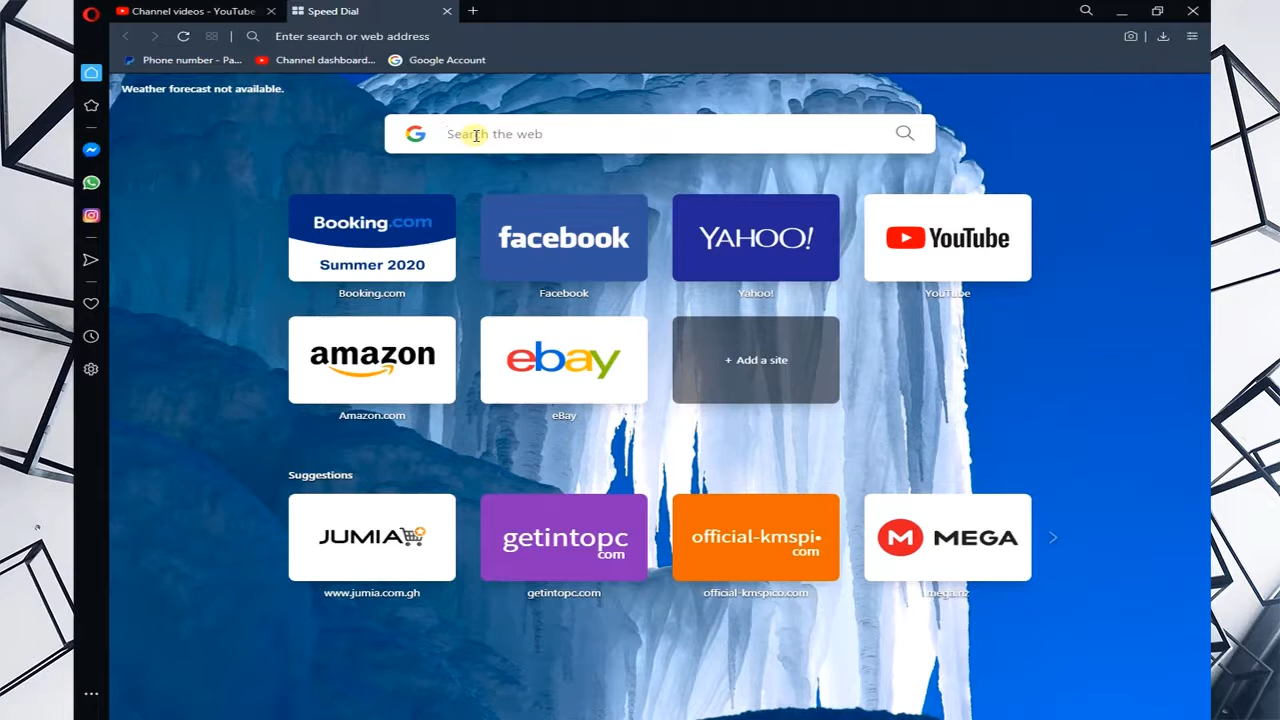 Channel videos - YouTube
Speed Dial
Enter search or web address
Phone number - Pa...
Channel dashboard...
Google Account
Weather forecast not available.
Search the web
Booking.com
Summer 2020
facebook
YAHOO!
YouTube
Booking.com
Facebook
Yahoo!
YouTube
amazon
ebay
+ Add a site
Amazon.com
eBay
Suggestions
JUMIA
getintopc
com
official-kmspi•
com
M MEGA
www.jumia.com.gh
getintopc.com
official-kmspico.com
mega.nz